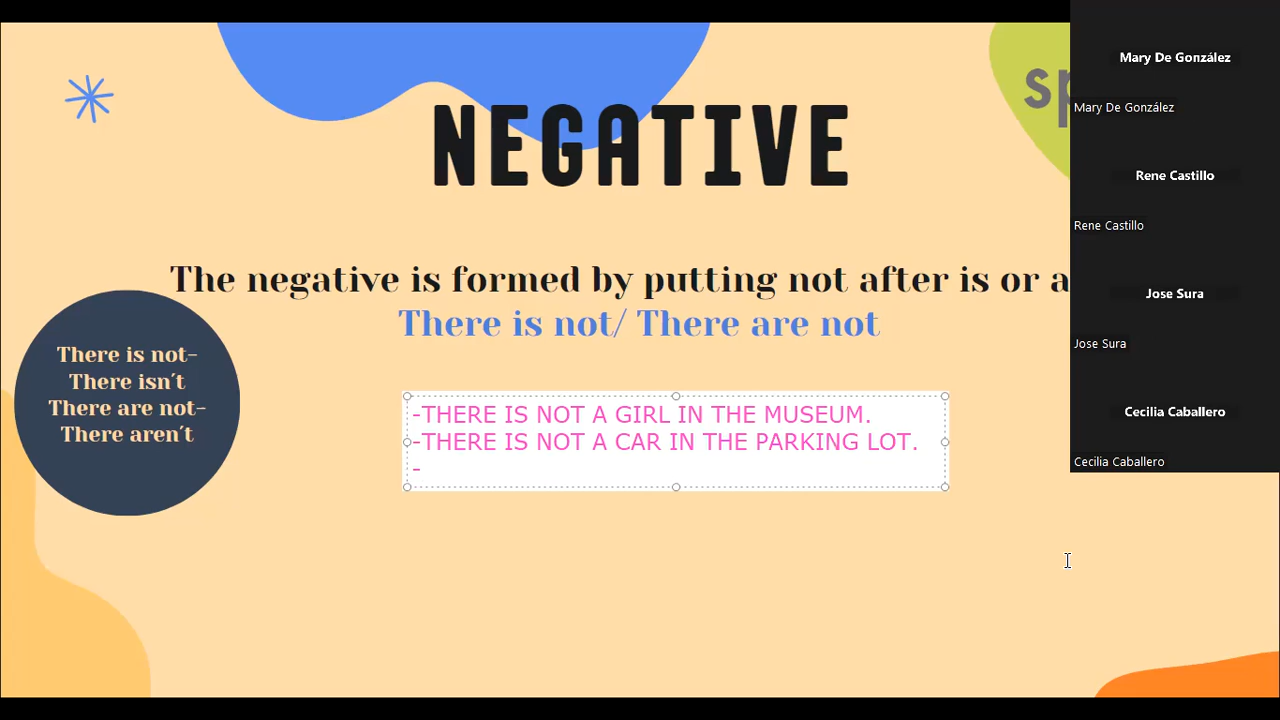 NEGATIVE
sp
The negative is formed by putting not after is or a
There is not/ There are not
There is not-
There isn´t
There are not-
There aren´t
-THERE IS NOT A GIRL IN THE MUSEUM.
-THERE IS NOT A CAR IN THE PARKING LOT.
-
Mary De González
Mary De González
Rene Castillo
Rene Castillo
Jose Sura
Jose Sura
Cecilia Caballero
Cecilia Caballero